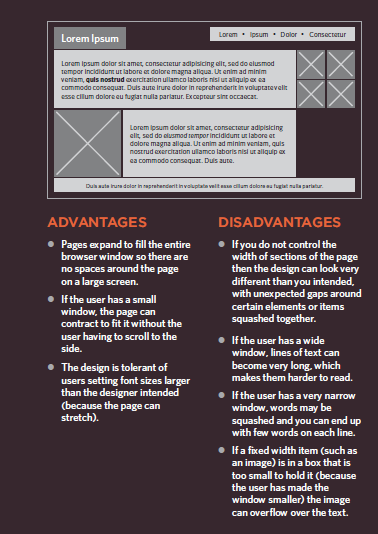 Lorem Ipsum
Lorem • Ipsum • Dolor • Consectetur
Lorem ipsum dolor sit amet, consectetur adipisicing elit, sed do eiusmod
tempor incididunt ut labore et dolore magna aliqua. Ut enim ad minim
veniam, quis nostrud exercitation ullamco laboris nisi ut aliquip ex ea
commodo consequat. Duis aute irure dolor in reprehenderit in voluptate velit
esse cillum dolore eu fugiat nulla pariatur. Excepteur sint occaecat.
Lorem ipsum dolor sit amet, consectetur adipisicing
elit, sed do eiusmod tempor incididunt ut labore et
dolore magna aliqua. Ut enim ad minim veniam, quis
nostrud exercitation ullamco laboris nisi ut aliquip ex
ea commodo consequat. Duis aute.
Duis aute irure dolor in reprehenderit in voluptate velit esse cillum dolore eu fugiat nulla pariatur.
ADVANTAGES
● Pages expand to fill the entire
browser window so there are
no spaces around the page
on a large screen.
● If the user has a small
window, the page can
contract to fit it without the
user having to scroll to the
side.
● The design is tolerant of
users setting font sizes larger
than the designer intended
(because the page can
stretch).
DISADVANTAGES
● If you do not control the
width of sections of the page
then the design can look very
different than you intended,
with unexpected gaps around
certain elements or items
squashed together.
● If the user has a wide
window, lines of text can
become very long, which
makes them harder to read.
● If the user has a very narrow
window, words may be
squashed and you can end up
with few words on each line.
● If a fixed width item (such as
an image) is in a box that is
too small to hold it (because
the user has made the
window smaller) the image
can overflow over the text.